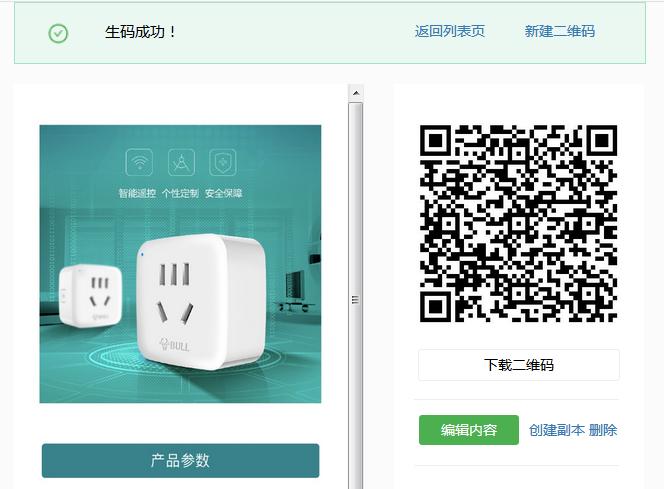 生码成功！
返回列表页 新建二维码
智能遥控 个性定制 安全保障
BULL
BULL
产品参数
下载二维码
编辑内容 创建副本 删除